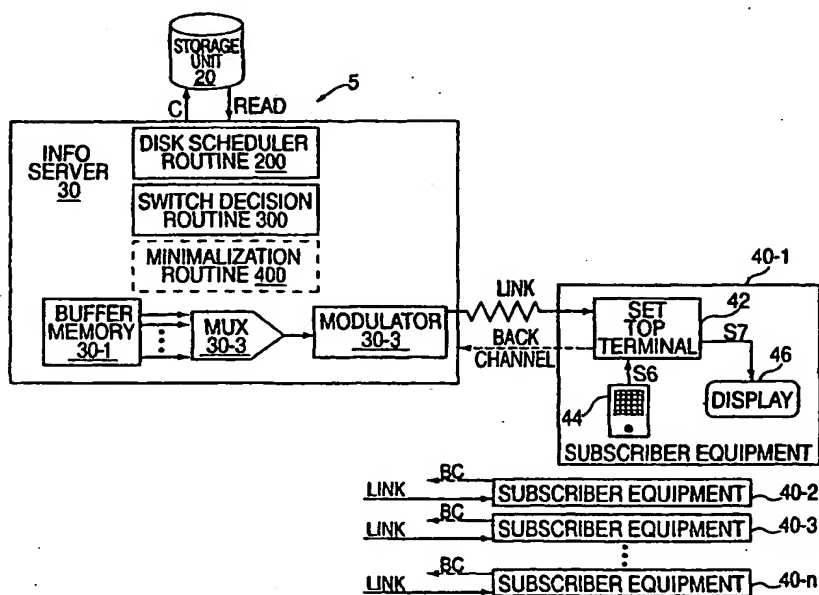 STORAGE
UNIT
20
5
C
READ
INFO
SERVER
30
DISK SCHEDULER
ROUTINE 200
SWITCH DECISION
ROUTINE 300
MINIMALIZATION
ROUTINE 400
BUFFER
MEMORY
30-1
MUX
30-3
MODULATOR
30-3
LINK
BACK
CHANNEL
40-1
SET
TOP
TERMINAL
42
S7
S6
44
46
DISPLAY
SUBSCRIBER EQUIPMENT
BC
LINK
SUBSCRIBER EQUIPMENT
40-2
BC
LINK
SUBSCRIBER EQUIPMENT
40-3
BC
LINK
SUBSCRIBER EQUIPMENT
40-n